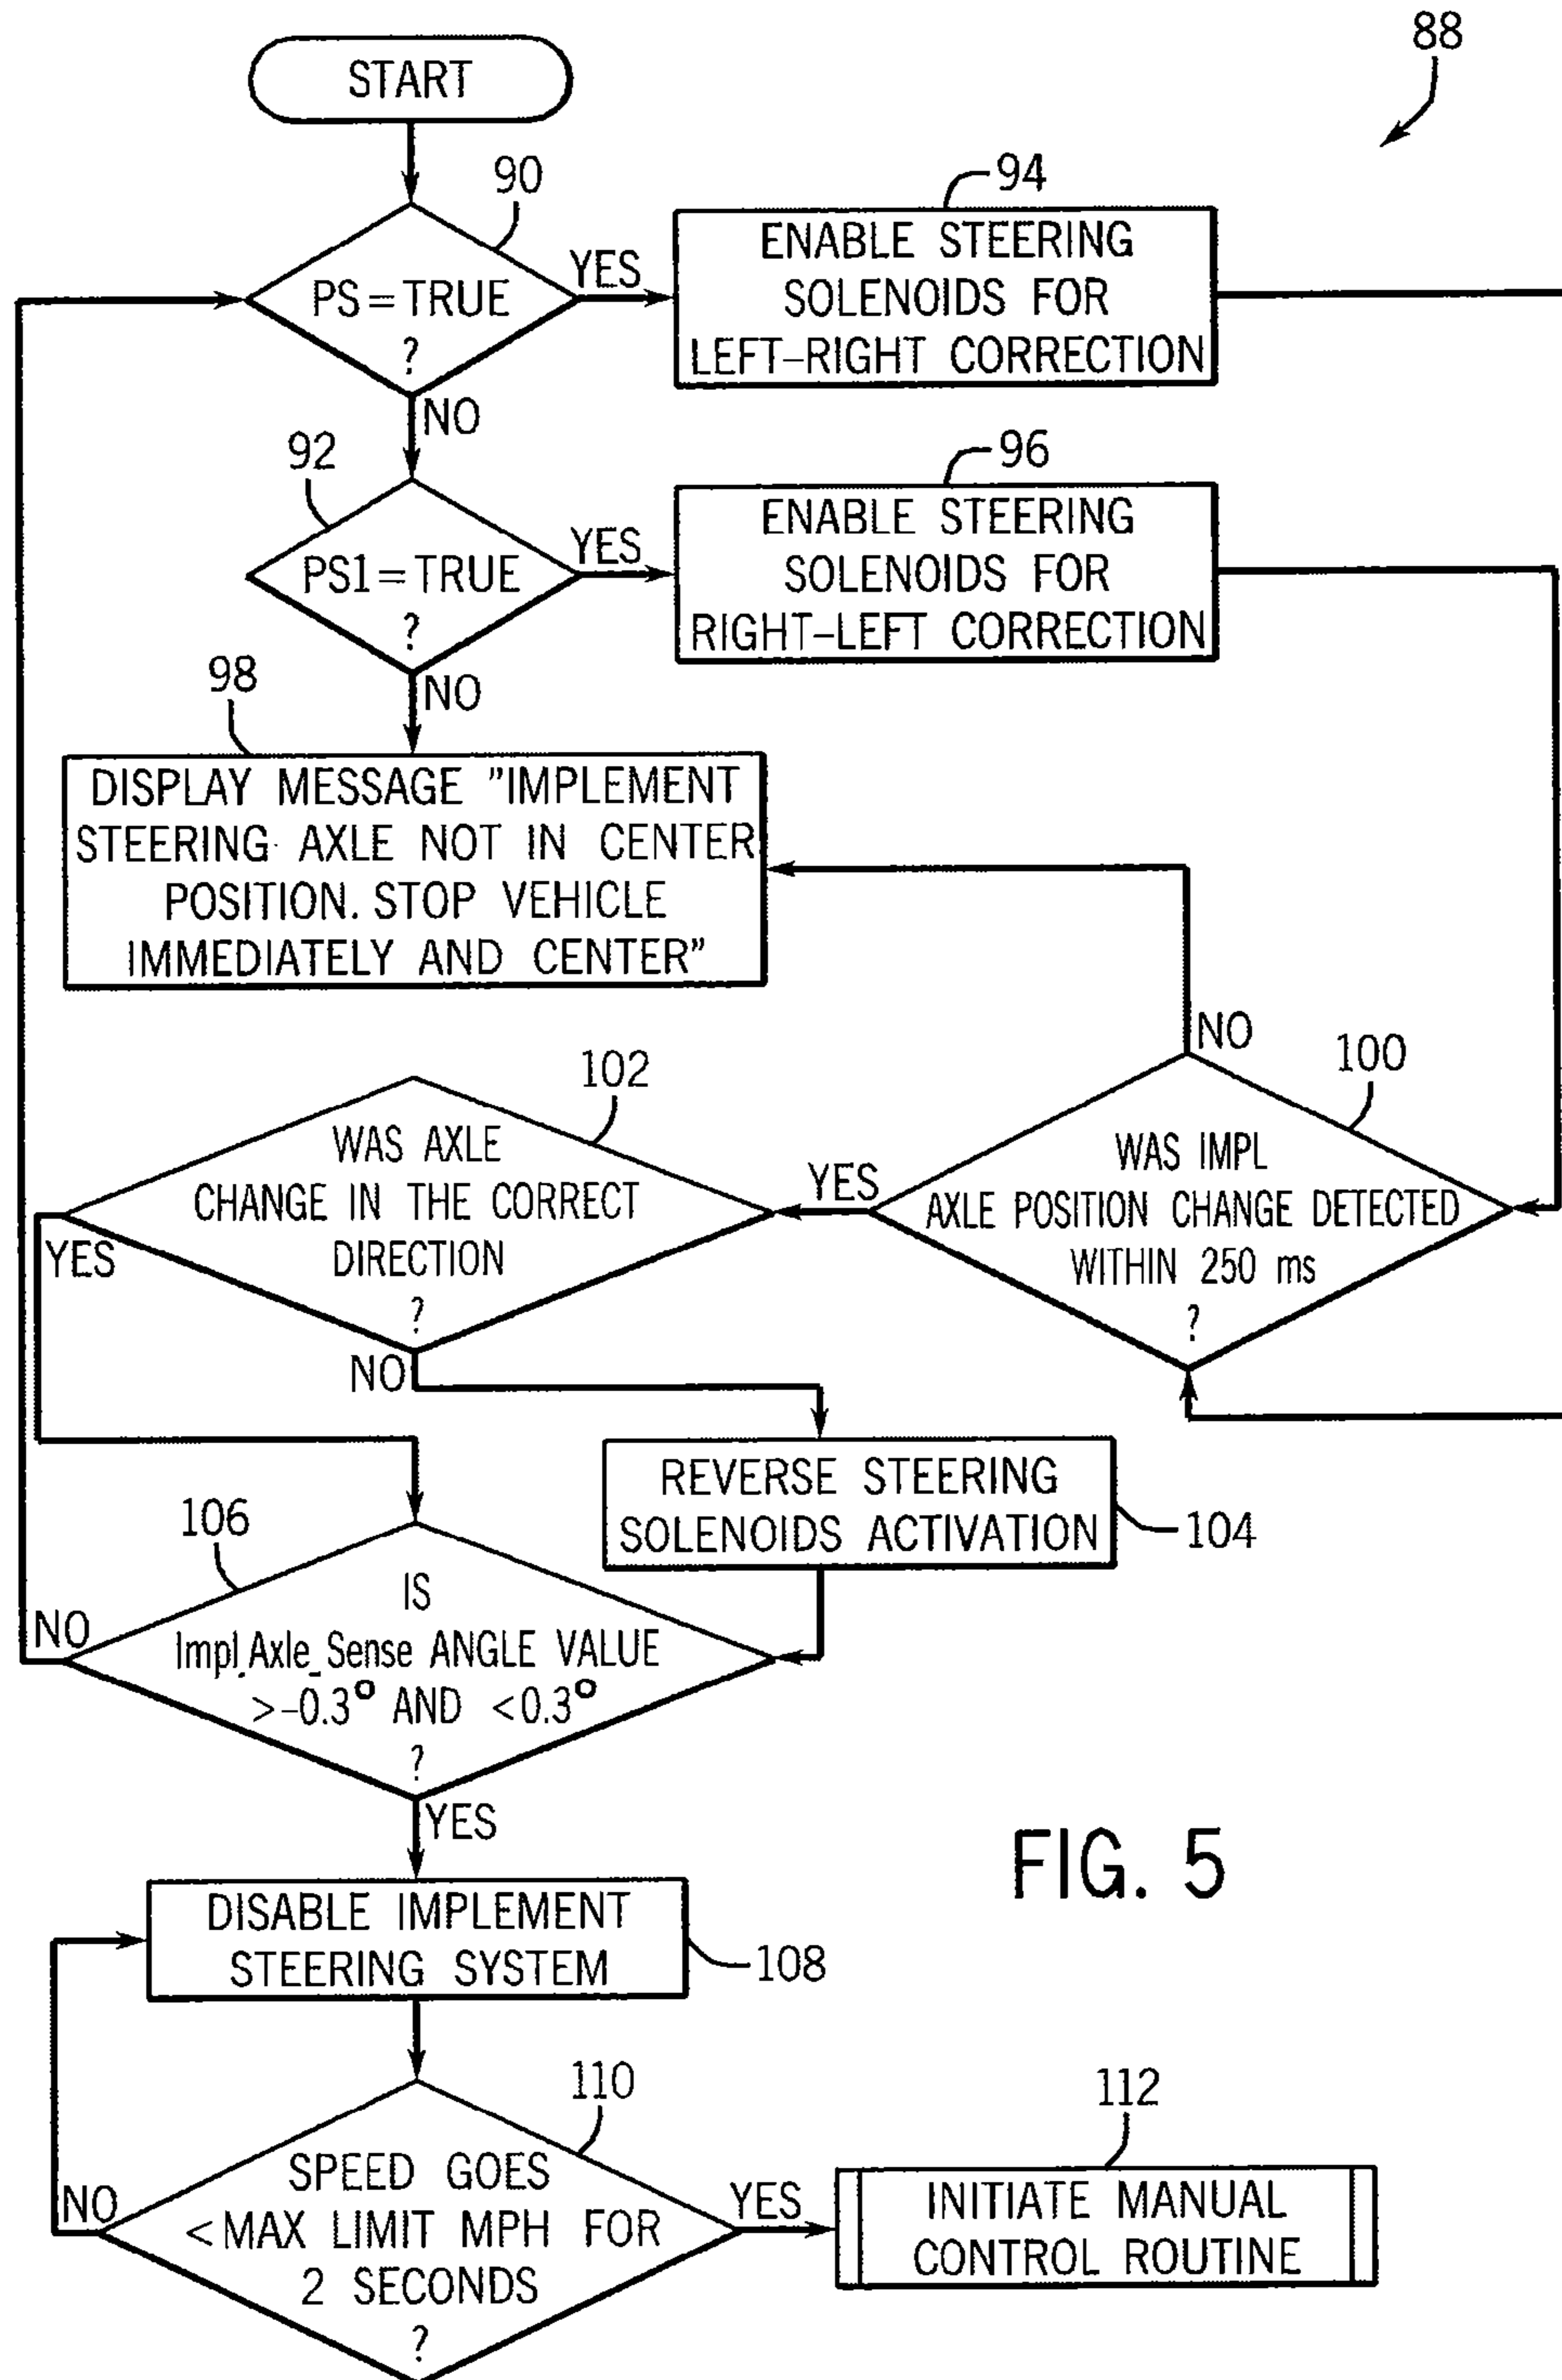 88
START
90
PS=TRUE
?
YES
NO
94
ENABLE STEERING
SOLENOIDS FOR
LEFT-RIGHT CORRECTION
92
PS1=TRUE
?
YES
NO
96
ENABLE STEERING
SOLENOIDS FOR
RIGHT-LEFT CORRECTION
98
DISPLAY MESSAGE "IMPLEMENT
STEERING AXLE NOT IN CENTER
POSITION. STOP VEHICLE
IMMEDIATELY AND CENTER"
NO
100
WAS IMPL
AXLE POSITION CHANGE DETECTED
WITHIN 250 ms
?
YES
102
WAS AXLE
CHANGE IN THE CORRECT
DIRECTION
?
YES
NO
REVERSE STEERING
SOLENOIDS ACTIVATION
104
106
IS
Impl_Axle_Sense ANGLE VALUE
>-0.3° AND <0.3°
?
NO
YES
FIG. 5
DISABLE IMPLEMENT
STEERING SYSTEM
108
110
SPEED GOES
<MAX LIMIT MPH FOR
2 SECONDS
?
NO
YES
112
INITIATE MANUAL
CONTROL ROUTINE